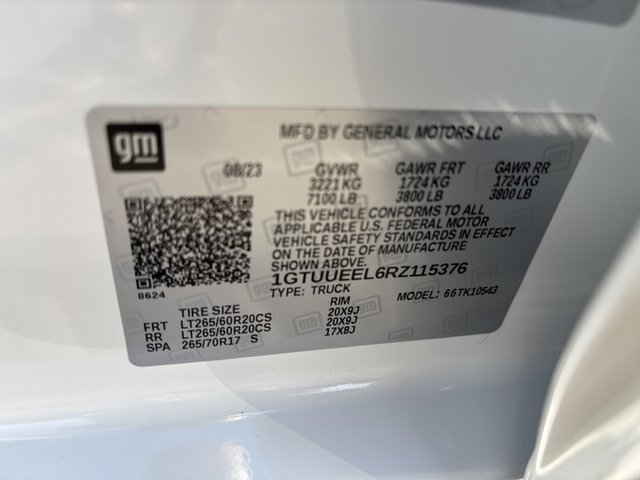 gm
MFD BY GENERAL MOTORS LLC
08/23 GVWR GAWR FRT GAWR RR
3221 KG 1724 KG 1724 KG
7100 LB 3800 LB 3800 LB
THIS VEHICLE CONFORMS TO ALL
APPLICABLE U.S. FEDERAL MOTOR
VEHICLE SAFETY STANDARDS IN EFFECT
ON THE DATE OF MANUFACTURE
SHOWN ABOVE.
1GTUUEEL6RZ115376
8624 TYPE: TRUCK MODEL: 66TK10543
TIRE SIZE RIM
FRT LT265/60R20CS 20X9J
RR LT265/60R20CS 20X9J
SPA 265/70R17 S 17X8J